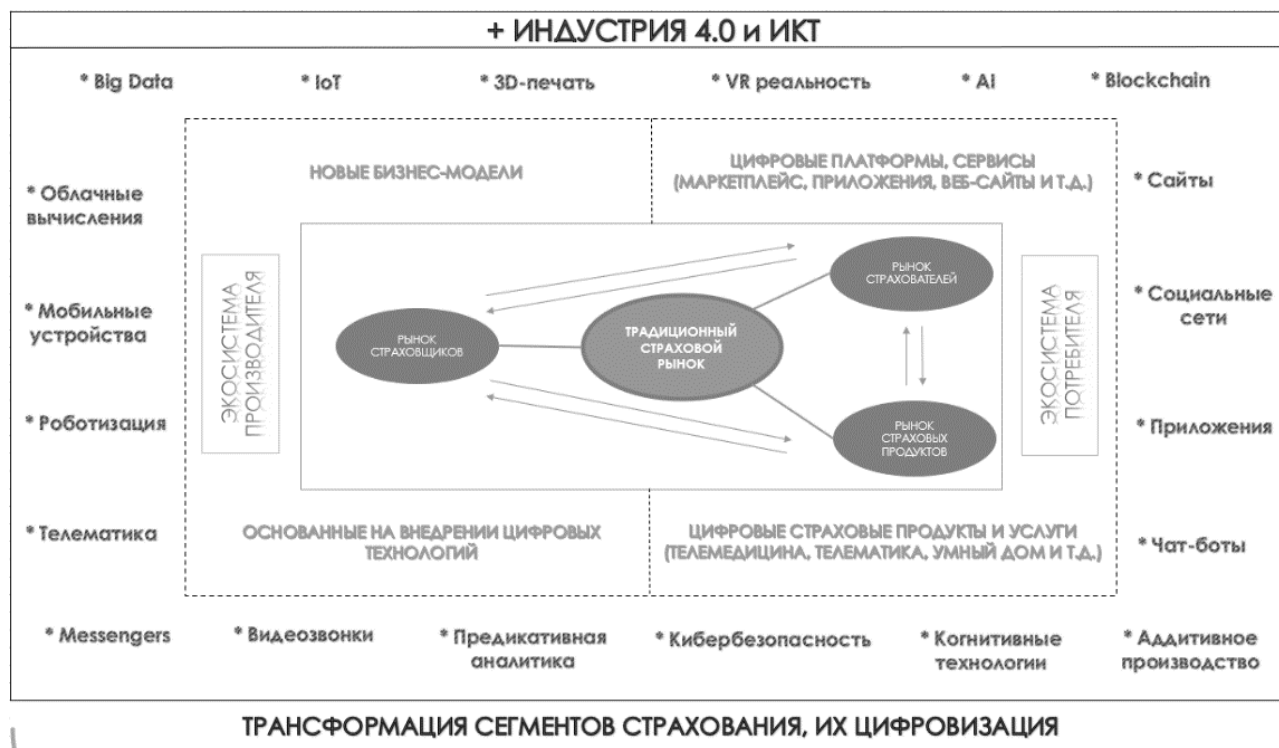 + ИНДУСТРИЯ 4.0 и ИКТ
* Big Data
* IoT
* 3D-печать
* VR реальность
* AI
* Blockchain
* Облачные
вычисления
* Мобильные
устройства
* Роботизация
* Телематика
НОВЫЕ БИЗНЕС-МОДЕЛИ
ЦИФРОВЫЕ ПЛАТФОРМЫ, СЕРВИСЫ
(МАРКЕТПЛЕЙС, ПРИЛОЖЕНИЯ, ВЕБ-САЙТЫ И Т.Д.)
ЭКОСИСТЕМА
ПРОИЗВОДИТЕЛЯ
РЫНОК
СТРАХОВЩИКОВ
ТРАДИЦИОННЫЙ
СТРАХОВОЙ
РЫНОК
РЫНОК
СТРАХОВАТЕЛЕЙ
РЫНОК
СТРАХОВЫХ
ПРОДУКТОВ
ЭКОСИСТЕМА
ПОТРЕБИТЕЛЯ
ОСНОВАННЫЕ НА ВНЕДРЕНИИ ЦИФРОВЫХ
ТЕХНОЛОГИЙ
ЦИФРОВЫЕ СТРАХОВЫЕ ПРОДУКТЫ И УСЛУГИ
(ТЕЛЕМЕДИЦИНА, ТЕЛЕМАТИКА, УМНЫЙ ДОМ И Т.Д.)
* Сайты
* Социальные
сети
* Приложения
* Чат-боты
* Messengers
* Видеозвонки
* Предикативная
аналитика
* Кибербезопасность
* Когнитивные
технологии
* Аддитивное
производство
ТРАНСФОРМАЦИЯ СЕГМЕНТОВ СТРАХОВАНИЯ, ИХ ЦИФРОВИЗАЦИЯ